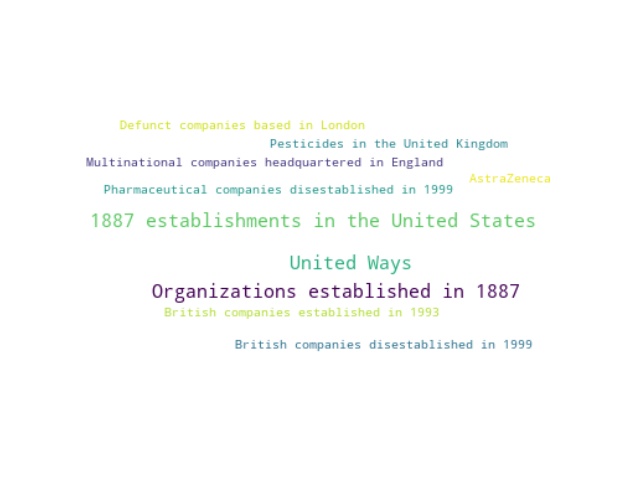 Defunct companies based in London
Pesticides in the United Kingdom
Multinational companies headquartered in England
AstraZeneca
Pharmaceutical companies disestablished in 1999
1887 establishments in the United States
United Ways
Organizations established in 1887
British companies established in 1993
British companies disestablished in 1999